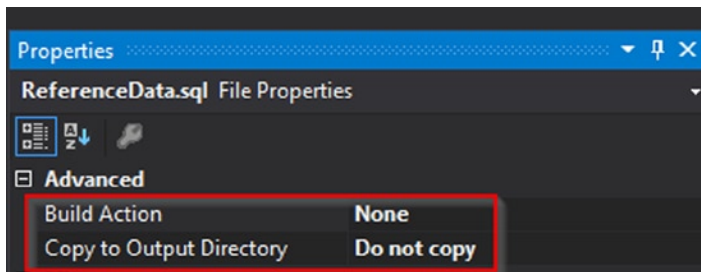 Properties
ReferenceData.sql File Properties
Advanced
Build Action None
Copy to Output Directory Do not copy